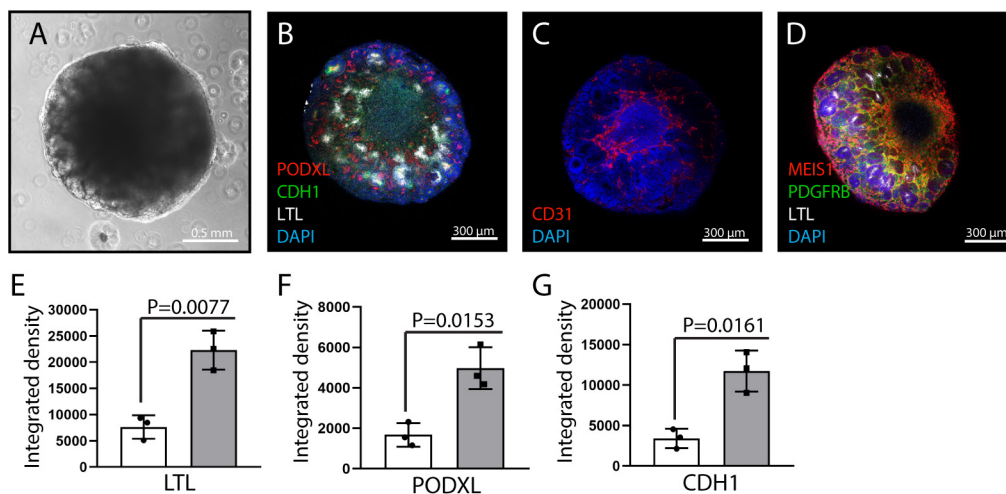 A
0.5 mm
B
PODXL
CDH1
LTL
DAPI
300 µm
C
CD31
DAPI
300 µm
D
MEIS1
PDGFRB
LTL
DAPI
300 µm
E
P=0.0077
Integrated density
30000
25000
20000
15000
10000
5000
0
LTL
F
P=0.0153
Integrated density
8000
6000
4000
2000
0
PODXL
G
P=0.0161
Integrated density
20000
15000
10000
5000
0
CDH1